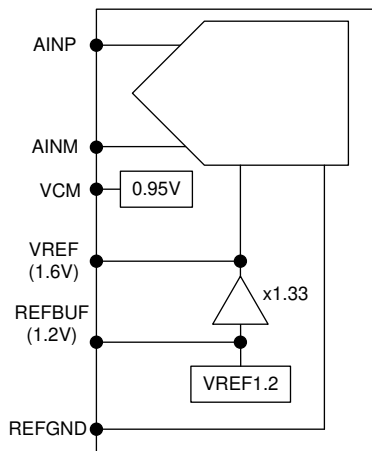 AINP
AINM
VCM
0.95V
VREF
(1.6V)
x1.33
REFBUF
(1.2V)
VREF1.2
REFGND